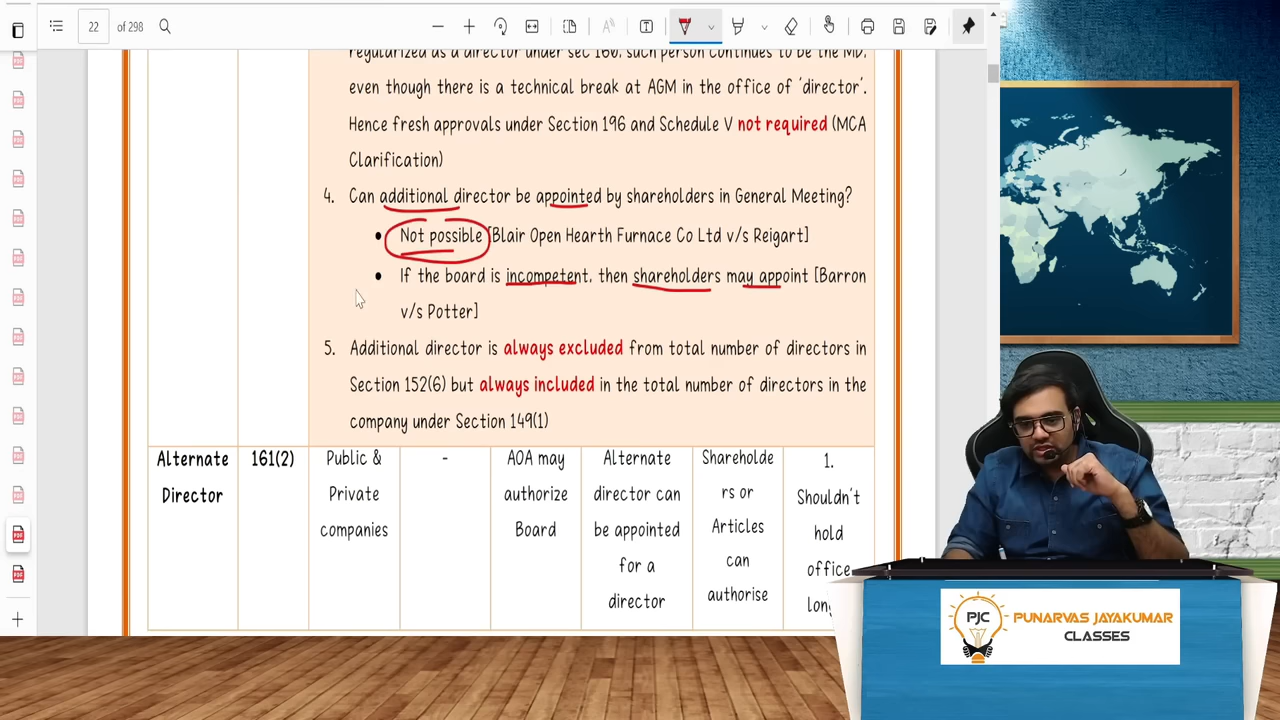 22
of 298
regularized as a director under sec 160, such person continues to be the MD,
even though there is a technical break at AGM in the office of 'director'.
Hence fresh approvals under Section 196 and Schedule V not required (MCA
Clarification)
4. Can additional director be appointed by shareholders in General Meeting?
• Not possible [Blair Open Hearth Furnace Co Ltd v/s Reigart]
• If the board is incompetent, then shareholders may appoint [Barron
v/s Potter]
5. Additional director is always excluded from total number of directors in
Section 152(6) but always included in the total number of directors in the
company under Section 149(1)
Alternate
Director
161(2)
Public &
Private
companies
-
AOA may
authorize
Board
Alternate
director can
be appointed
for a
director
Shareholde
rs or
Articles
can
authorise
1.
Shouldn't
hold
office
PJC
PUNARVAS JAYAKUMAR
CLASSES